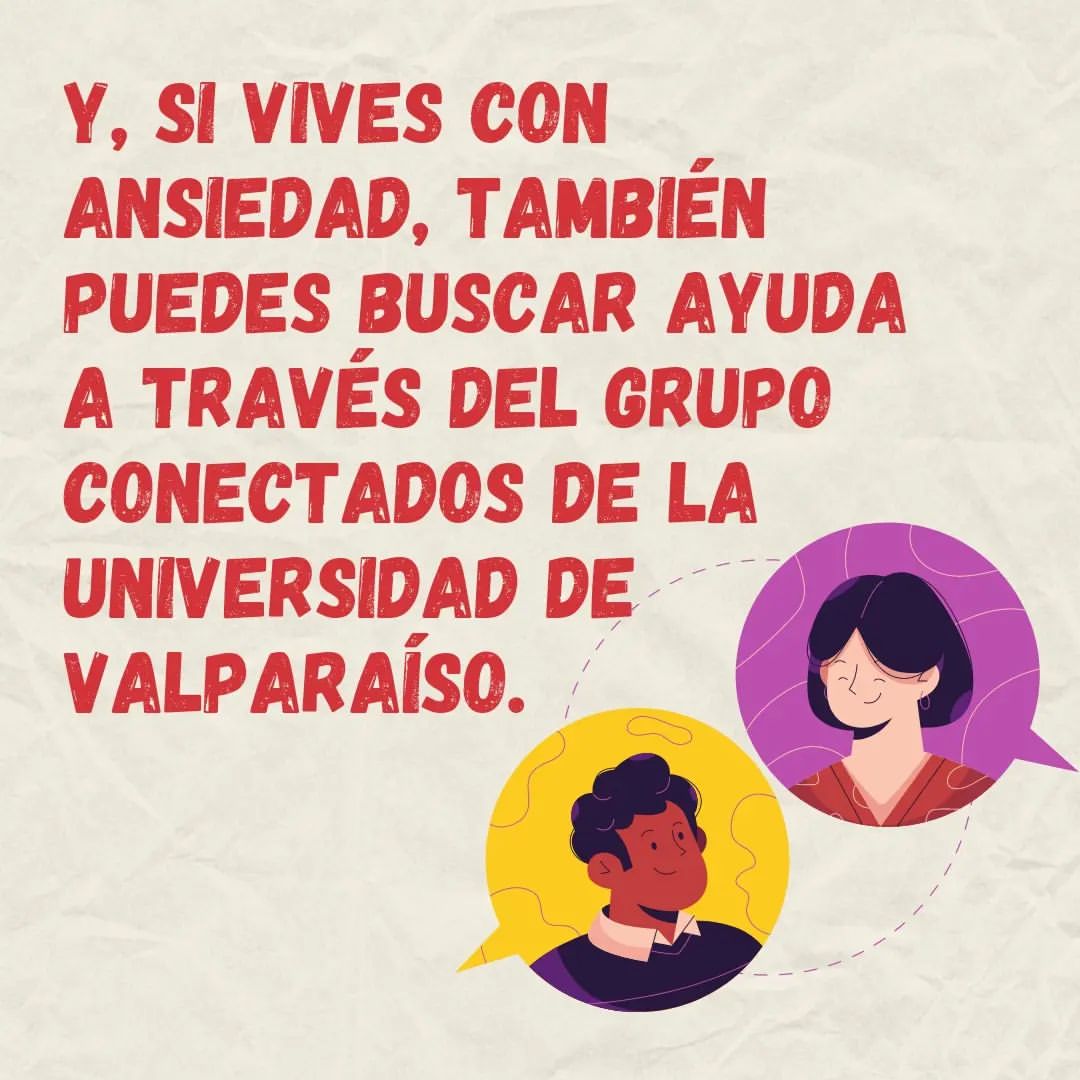 Y, SI VIVES CON
ANSIEDAD, TAMBIÉN
PUEDES BUSCAR AYUDA
A TRAVÉS DEL GRUPO
CONECTADOS DE LA
UNIVERSIDAD DE
VALPARAÍSO.